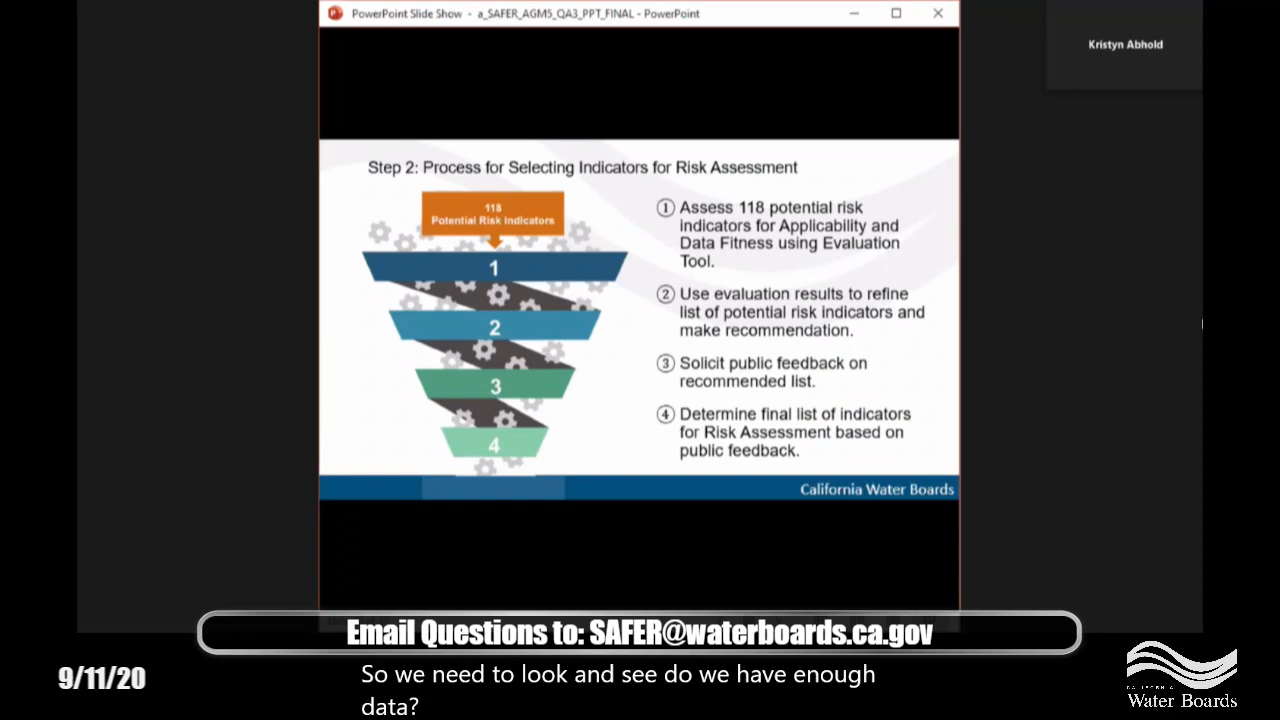 PowerPoint Slide Show - a_SAFER_AGM5_QA3_PPT_FINAL - PowerPoint
Kristyn Abhold
Step 2: Process for Selecting Indicators for Risk Assessment
118
Potential Risk Indicators
1
2
3
4
① Assess 118 potential risk
indicators for Applicability and
Data Fitness using Evaluation
Tool.
② Use evaluation results to refine
list of potential risk indicators and
make recommendation.
③ Solicit public feedback on
recommended list.
④ Determine final list of indicators
for Risk Assessment based on
public feedback.
California Water Boards
Email Questions to: SAFER@waterboards.ca.gov
9/11/20
So we need to look and see do we have enough
data?
CALIFORNIA
Water Boards